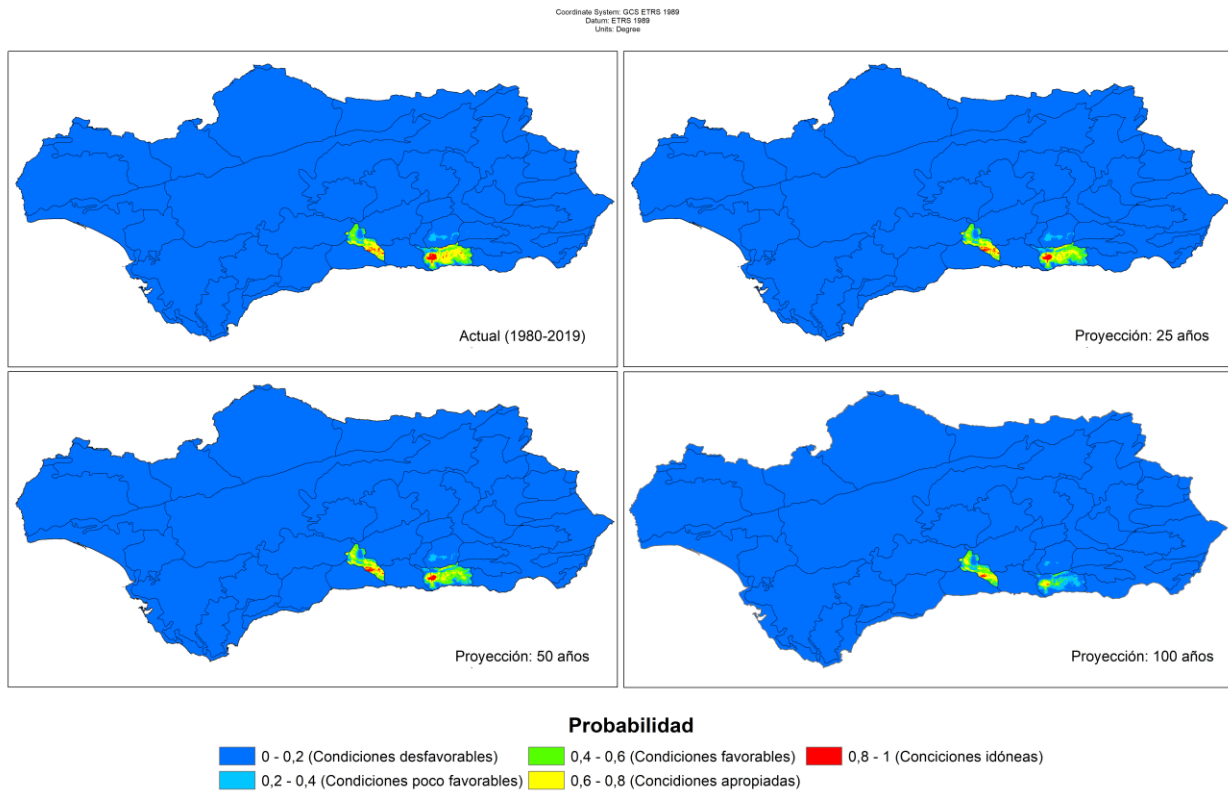 Coordinate System: GCS ETRS 1989
Datum: ETRS 1989
Units: Degree
Actual (1980-2019)
Proyección: 25 años
Proyección: 50 años
Proyección: 100 años
Probabilidad
0 - 0,2 (Condiciones desfavorables)
0,4 - 0,6 (Condiciones favorables)
0,8 - 1 (Conciciones idóneas)
0,2 - 0,4 (Condiciones poco favorables)
0,6 - 0,8 (Concidiones apropiadas)